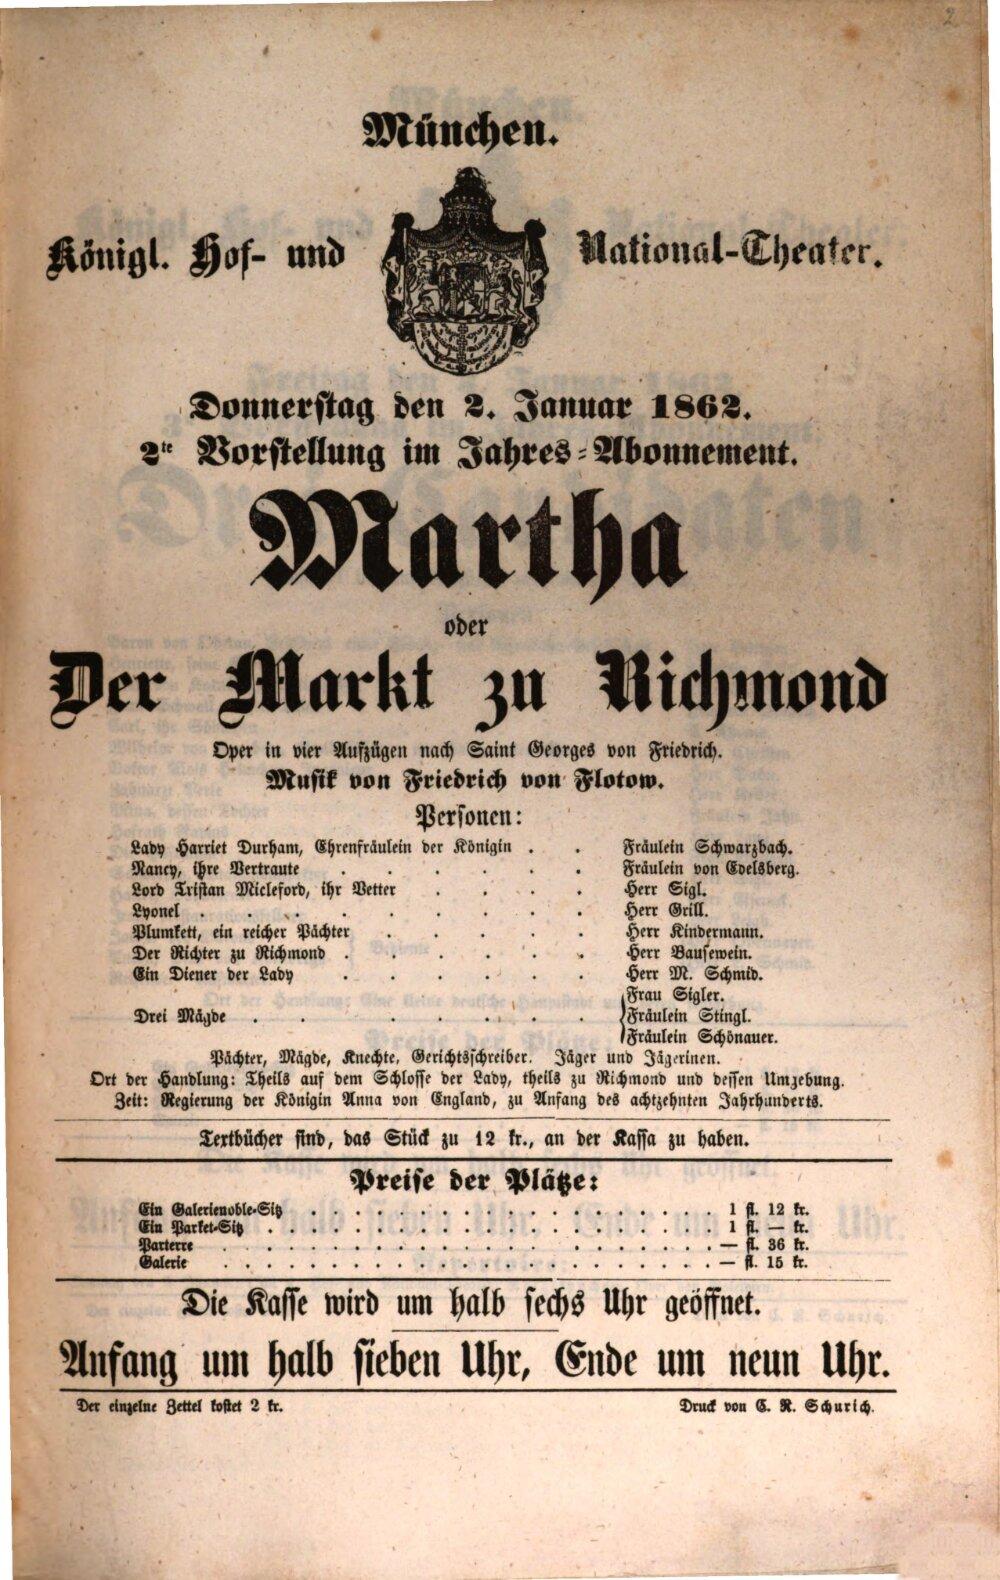 2
München.
Königl. Hof- und National-Theater.
Donnerstag den 2. Januar 1862.
2te Vorstellung im Jahres-Abonnement.
Martha
oder
Der Markt zu Richmond
Oper in vier Aufzügen nach Saint Georges von Friedrich.
Musik von Friedrich von Flotow.
Personen:
Lady Harriet Durham, Ehrenfräulein der Königin . . Fräulein Schwarzbach.
Nancy, ihre Vertraute . . . . . . Fräulein von Edelsberg.
Lord Tristan Micleford, ihr Vetter . . . . Herr Sigl.
Lyonel . . . . . . . . . Herr Grill.
Plumkett, ein reicher Pächter . . . . . Herr Kindermann.
Der Richter zu Richmond . . . . . . Herr Bausewein.
Ein Diener der Lady . . . . . . Herr M. Schmid.
Frau Sigler.
Drei Mägde . . . . . . . . Fräulein Stingl.
Fräulein Schönauer.
Pächter, Mägde, Knechte, Gerichtsschreiber. Jäger und Jägerinen.
Ort der Handlung: Theils auf dem Schlosse der Lady, theils zu Richmond und dessen Umgebung.
Zeit: Regierung der Königin Anna von England, zu Anfang des achtzehnten Jahrhunderts.
Textbücher sind, das Stück zu 12 kr., an der Kassa zu haben.
Preise der Plätze:
Ein Galerienoble-Sitz . . . . . . . . . . . . . . . . . . 1 fl. 12 kr.
Ein Parket-Sitz . . . . . . . . . . . . . . . . . . . . 1 fl. — kr.
Parterre . . . . . . . . . . . . . . . . . . . . . . — fl. 36 kr.
Galerie . . . . . . . . . . . . . . . . . . . . . . — fl. 15 kr.
Die Kasse wird um halb sechs Uhr geöffnet.
Anfang um halb sieben Uhr, Ende um neun Uhr.
Der einzelne Zettel kostet 2 kr. Druck von C. R. Schurich.